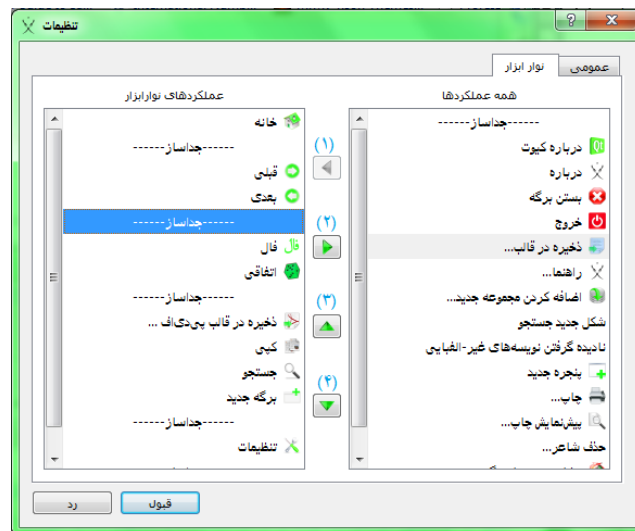 تنظیمات
عمومی
نوار ابزار
همه عملکردها
------جداساز------
درباره کیوت
درباره
بستن برگه
خروج
ذخیره در قالب...
راهنما...
اضافه کردن مجموعه جدید...
شکل جدید جستجو
نادیده گرفتن نویسه‌های غیر-الفبایی
پنجره جدید
چاپ...
پیش‌نمایش چاپ...
حذف شاعر...
(۱)
(۲)
(۳)
(۴)
عملکردهای نوارابزار
خانه
------جداساز------
قبلی
بعدی
------جداساز------
فال
اتفاقی
------جداساز------
ذخیره در قالب پی‌دی‌اف ...
کپی
جستجو
برگه جدید
------جداساز------
تنظیمات
قبول
رد